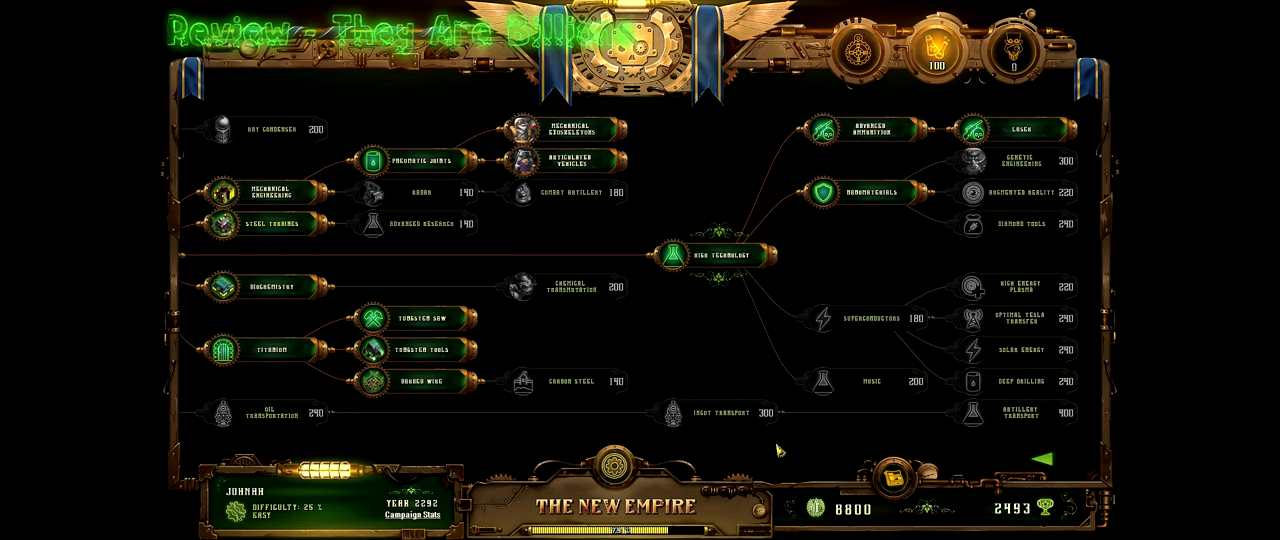 Review - They Are Billions
100
0
RAY CONDENSER 200
MECHANICAL
EXOSKELETONS
ADVANCED
AMMUNITION
LASER
PNEUMATIC JOINTS
ARTICULATED
VEHICLES
GENETIC
ENGINEERING 300
MECHANICAL
ENGINEERING
RADAR 140
COMBAT ARTILLERY 180
NANOMATERIALS
AUGMENTED REALITY 220
STEEL TURBINES
ADVANCED RESEARCH 140
DIAMOND TOOLS 240
HIGH TECHNOLOGY
BIOCHEMISTRY
CHEMICAL
TRANSMUTATION 200
HIGH ENERGY
PLASMA 220
TUNGSTEN SAW
SUPERCONDUCTORS 180
OPTIMAL TESLA
TRANSFER 240
TITANIUM
TUNGSTEN TOOLS
SOLAR ENERGY 240
BARBED WIRE
CARBON STEEL 140
MUSIC 200
DEEP DRILLING 240
OIL
TRANSPORTATION 240
INGOT TRANSPORT 300
ARTILLERY
TRANSPORT 400
JOHNAH
DIFFICULTY: 25 %
EASY
YEAR 2292
Campaign Stats
THE NEW EMPIRE
8800
2493